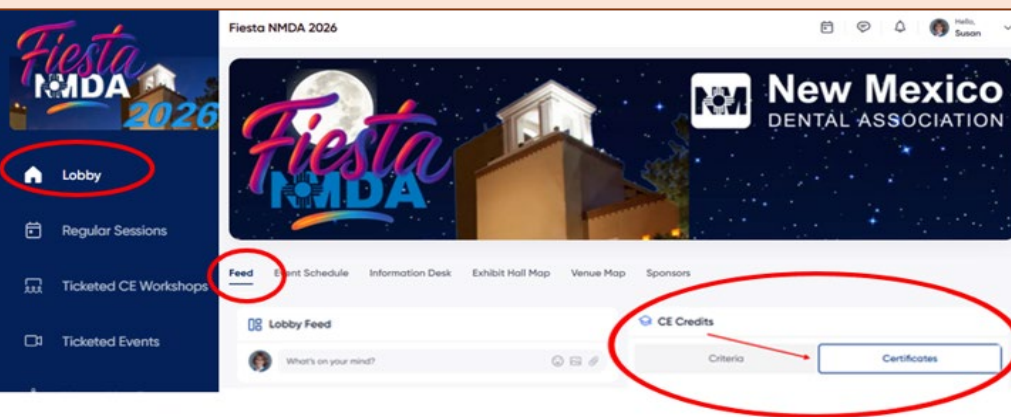 Fiesta
NMDA
2026
Lobby
Regular Sessions
Ticketed CE Workshops
Ticketed Events
Fiesta NMDA 2026
Hello,
Susan
Fiesta
NMDA
NM
New Mexico
DENTAL ASSOCIATION
Feed
Event Schedule
Information Desk
Exhibit Hall Map
Venue Map
Sponsors
Lobby Feed
What's on your mind?
CE Credits
Criteria
Certificates